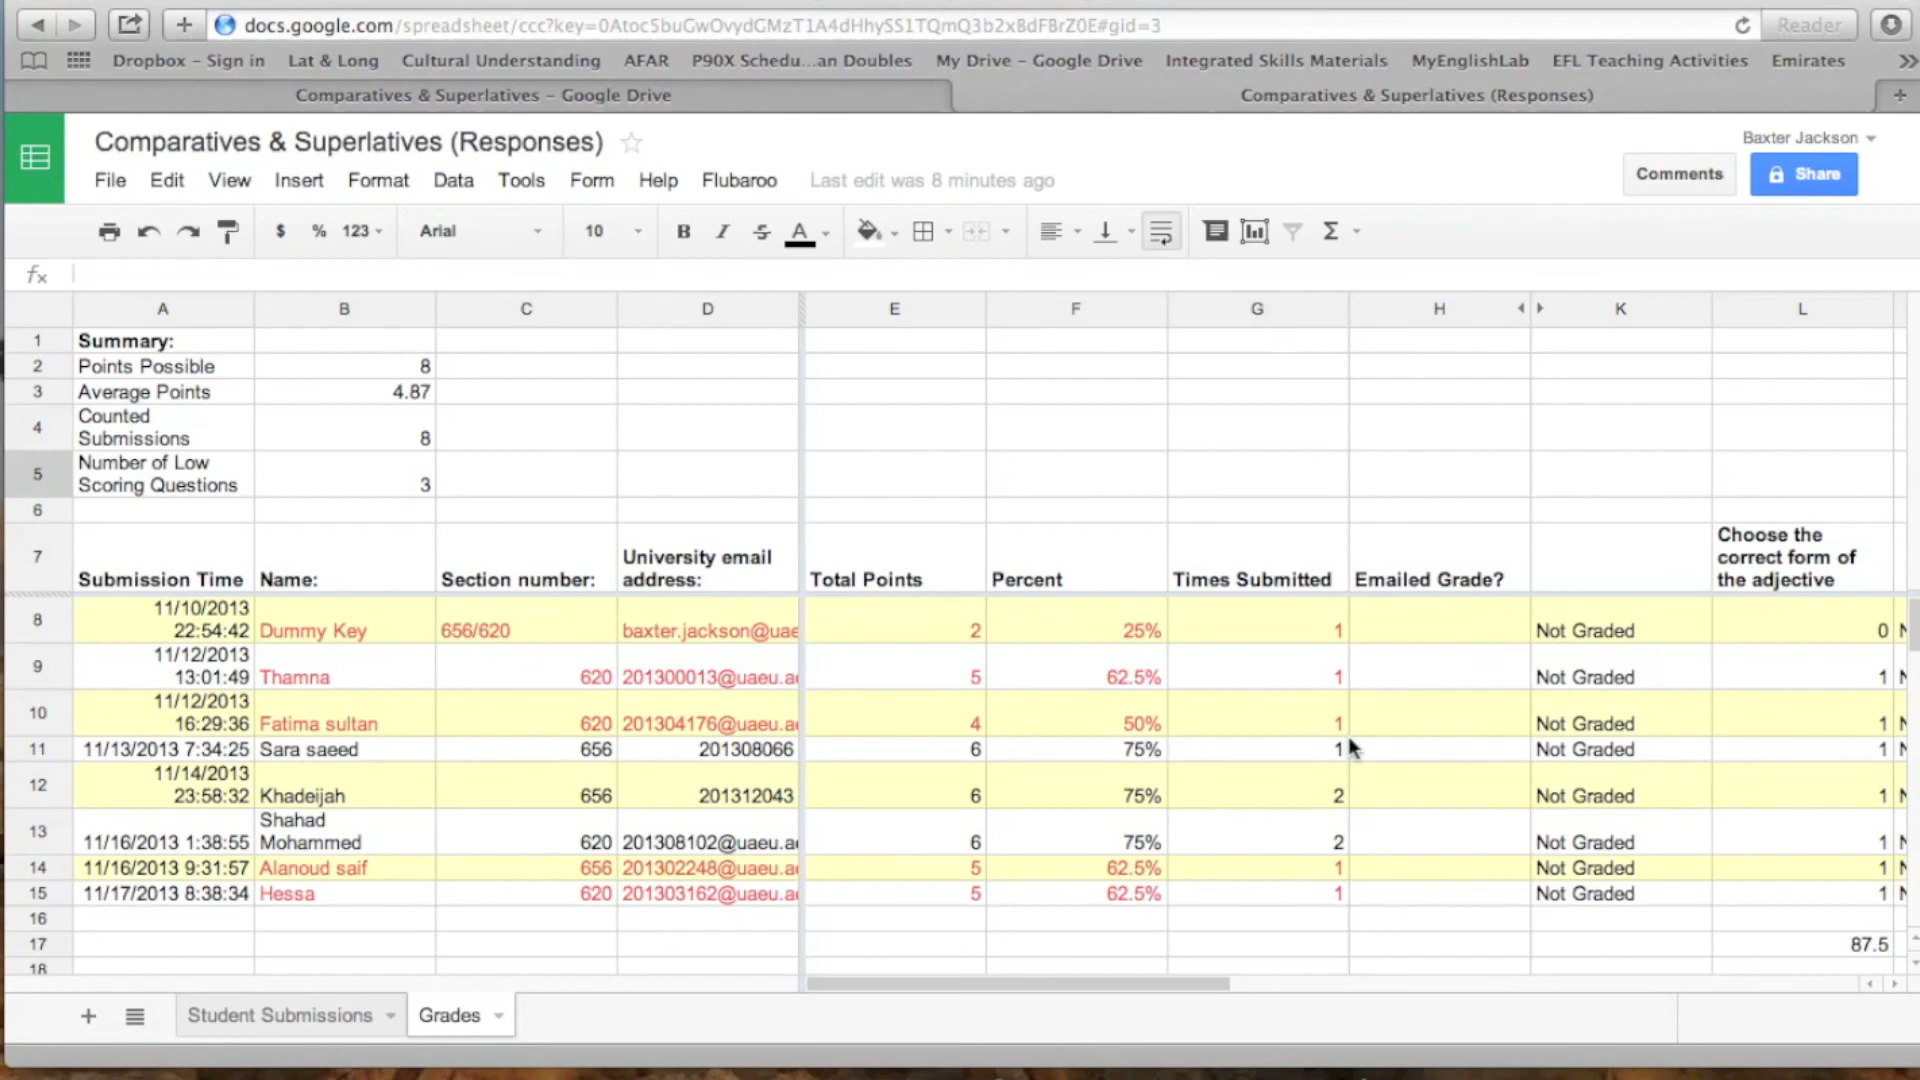 docs.google.com/spreadsheet/ccc?key=0Atoc5buGwOvydGMzT1A4dHhySS1TQmQ3b2xBdFBrZ0E#gid=3
Reader
Dropbox – Sign in Lat & Long Cultural Understanding AFAR P90X Schedu...an Doubles My Drive – Google Drive Integrated Skills Materials MyEnglishLab EFL Teaching Activities Emirates
Comparatives & Superlatives – Google Drive Comparatives & Superlatives (Responses)
Comparatives & Superlatives (Responses)
Baxter Jackson
File Edit View Insert Format Data Tools Form Help Flubaroo Last edit was 8 minutes ago
Comments Share
$ % 123 Arial 10 B I S A Σ
fx
A B C D E F G H K L
1 Summary:
2 Points Possible 8
3 Average Points 4.87
Counted
4 Submissions 8
Number of Low
5 Scoring Questions 3
6
7 Submission Time Name: Section number: University email address: Total Points Percent Times Submitted Emailed Grade? Choose the correct form of the adjective
8 11/10/2013 22:54:42 Dummy Key 656/620 baxter.jackson@uae 2 25% 1 Not Graded 0 N
9 11/12/2013 13:01:49 Thamna 620 201300013@uaeu.a 5 62.5% 1 Not Graded 1 N
10 11/12/2013 16:29:36 Fatima sultan 620 201304176@uaeu.a 4 50% 1 Not Graded 1 N
11 11/13/2013 7:34:25 Sara saeed 656 201308066 6 75% 1 Not Graded 1 N
12 11/14/2013 23:58:32 Khadeijah 656 201312043 6 75% 2 Not Graded 1 N
13 11/16/2013 1:38:55 Shahad Mohammed 620 201308102@uaeu.a 6 75% 2 Not Graded 1 N
14 11/16/2013 9:31:57 Alanoud saif 656 201302248@uaeu.a 5 62.5% 1 Not Graded 1 N
15 11/17/2013 8:38:34 Hessa 620 201303162@uaeu.a 5 62.5% 1 Not Graded 1 N
16
17 87.5
18
Student Submissions Grades